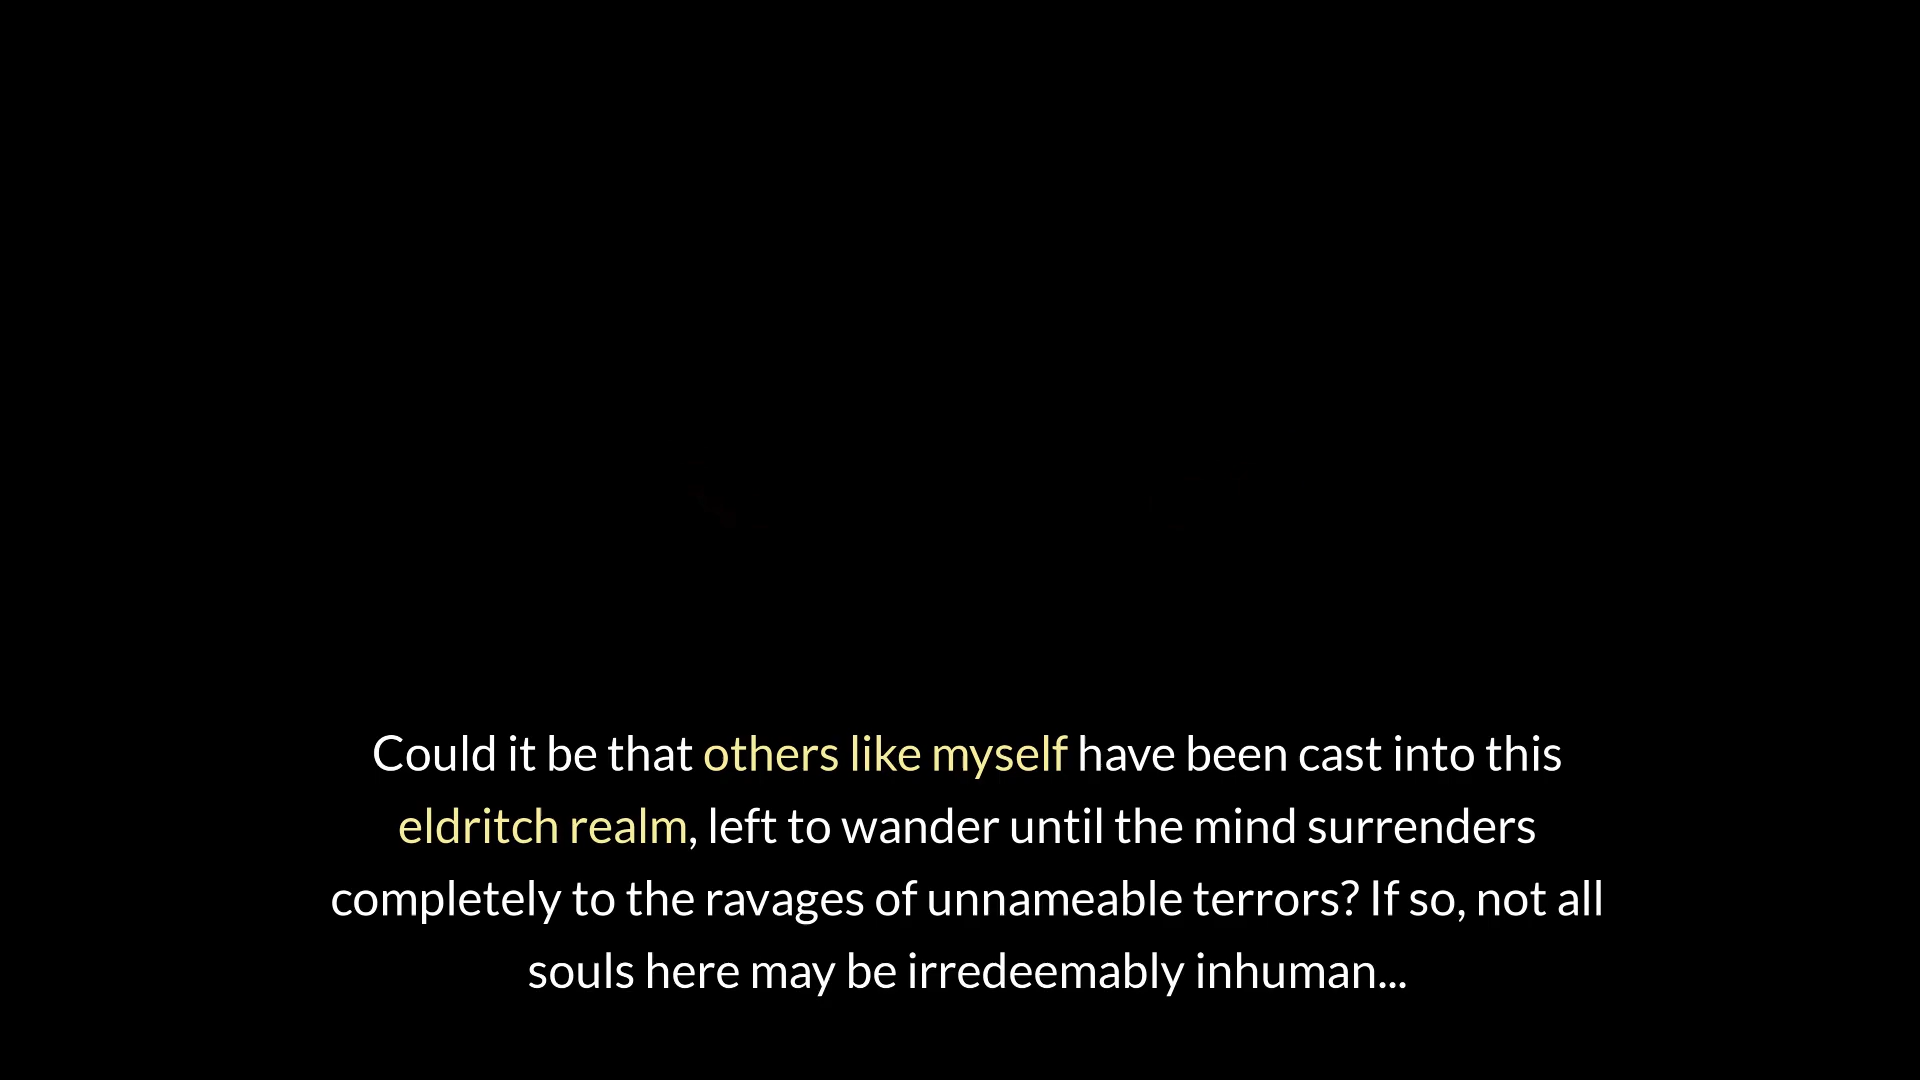 Could it be that others like myself have been cast into this
eldritch realm, left to wander until the mind surrenders
completely to the ravages of unnameable terrors? If so, not all
souls here may be irredeemably inhuman...